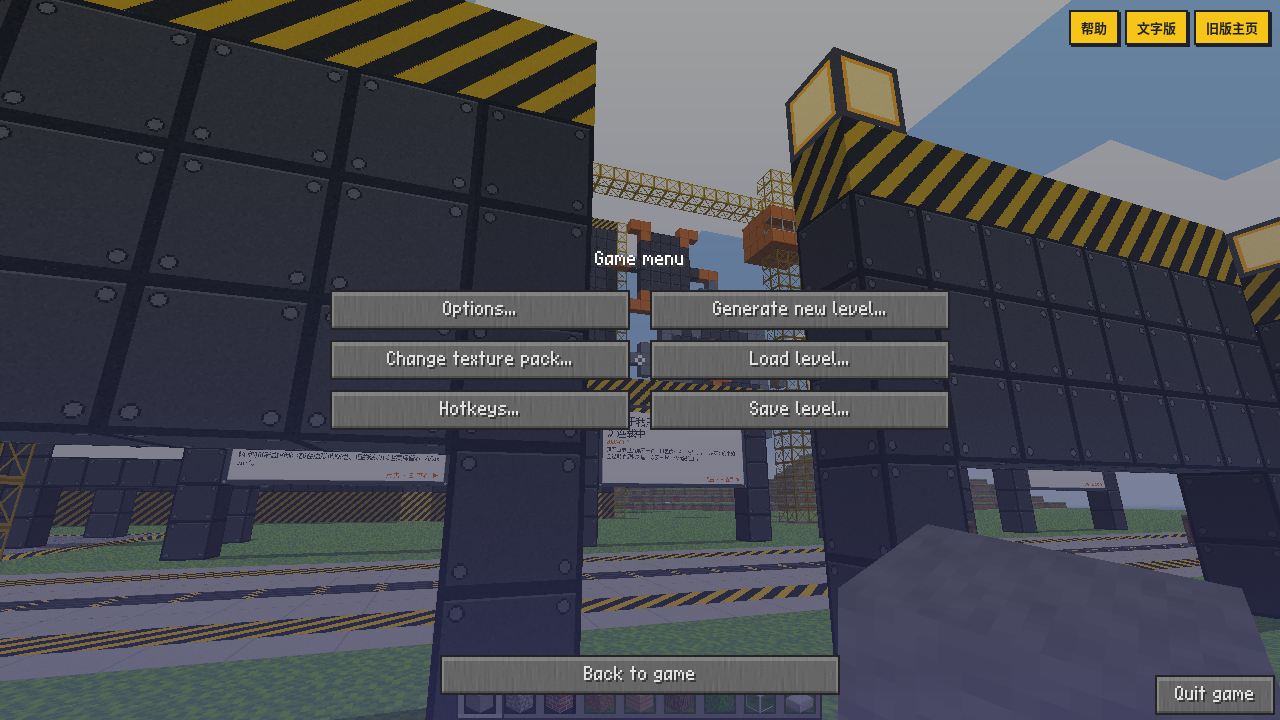 帮助
文字版
旧版主页
Game menu
Options...
Generate new level...
Change texture pack...
Load level...
Hotkeys...
Save level...
Back to game
Quit game